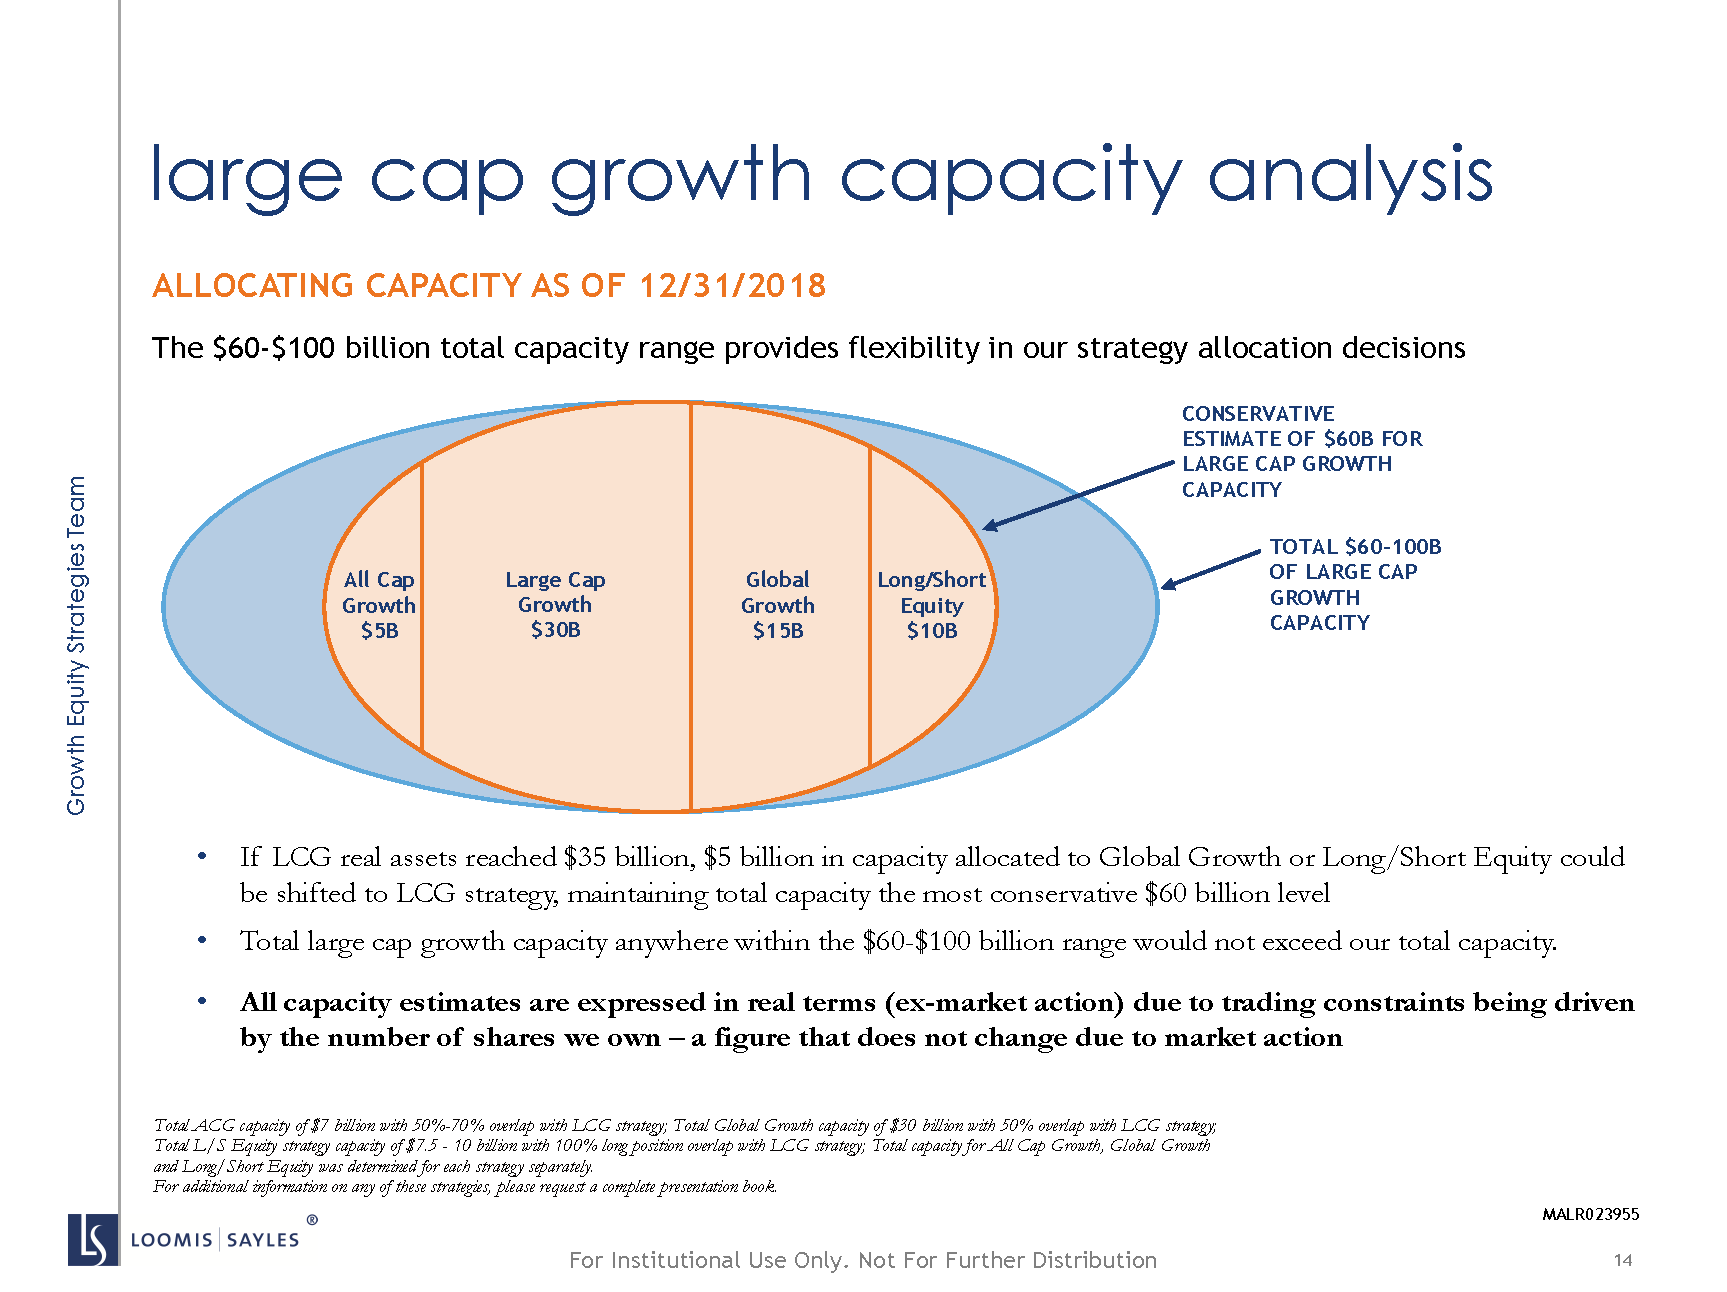 large cap growth capacity analysis
ALLOCATING CAPACITY AS OF 12/31/2018
The $60-$100 billion total capacity range provides flexibility in our strategy allocation decisions
CONSERVATIVE
ESTIMATE OF $60B FOR
LARGE CAP GROWTH
CAPACITY
TOTAL $60-100B
OF LARGE CAP
GROWTH
CAPACITY
All Cap
Growth
$5B
Large Cap
Growth
$30B
Global
Growth
$15B
Long/Short
Equity
$10B
Growth Equity Strategies Team
• If LCG real assets reached $35 billion, $5 billion in capacity allocated to Global Growth or Long/Short Equity could
be shifted to LCG strategy, maintaining total capacity the most conservative $60 billion level
• Total large cap growth capacity anywhere within the $60-$100 billion range would not exceed our total capacity.
• All capacity estimates are expressed in real terms (ex-market action) due to trading constraints being driven
by the number of shares we own – a figure that does not change due to market action
Total ACG capacity of $7 billion with 50%-70% overlap with LCG strategy; Total Global Growth capacity of $30 billion with 50% overlap with LCG strategy;
Total L/S Equity strategy capacity of $7.5 - 10 billion with 100% long position overlap with LCG strategy; Total capacity for All Cap Growth, Global Growth
and Long/Short Equity was determined for each strategy separately.
For additional information on any of these strategies, please request a complete presentation book.
MALR023955
LS LOOMIS | SAYLES ®
For Institutional Use Only. Not For Further Distribution
14